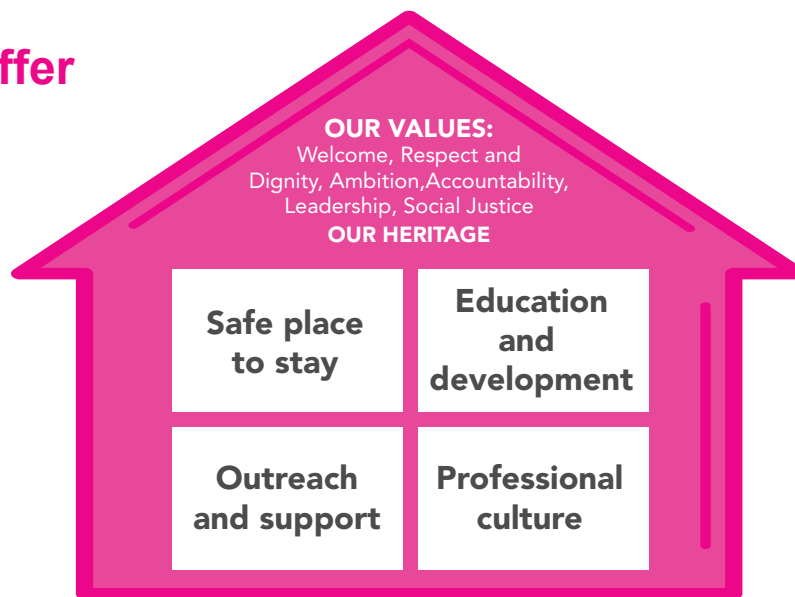 ffer
OUR VALUES:
Welcome, Respect and
Dignity, Ambition,Accountability,
Leadership, Social Justice
OUR HERITAGE
Safe place
to stay
Education
and
development
Outreach
and support
Professional
culture